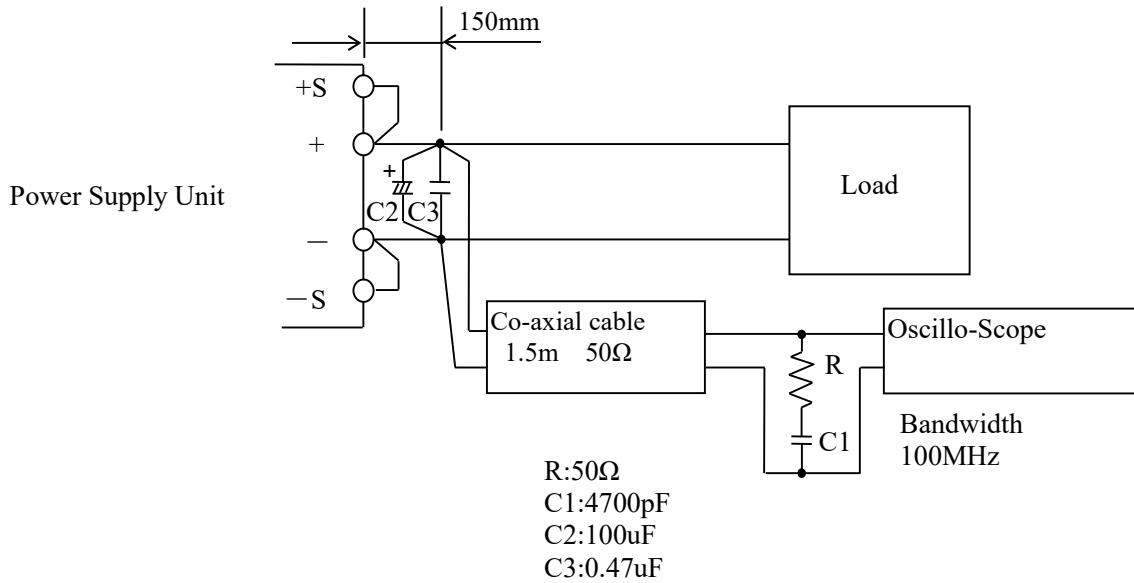 150mm
+S
+
Power Supply Unit
－
－S
+
C2 C3
Load
Co-axial cable
1.5m 50Ω
Oscillo-Scope
R
C1
Bandwidth
100MHz
R:50Ω
C1:4700pF
C2:100uF
C3:0.47uF